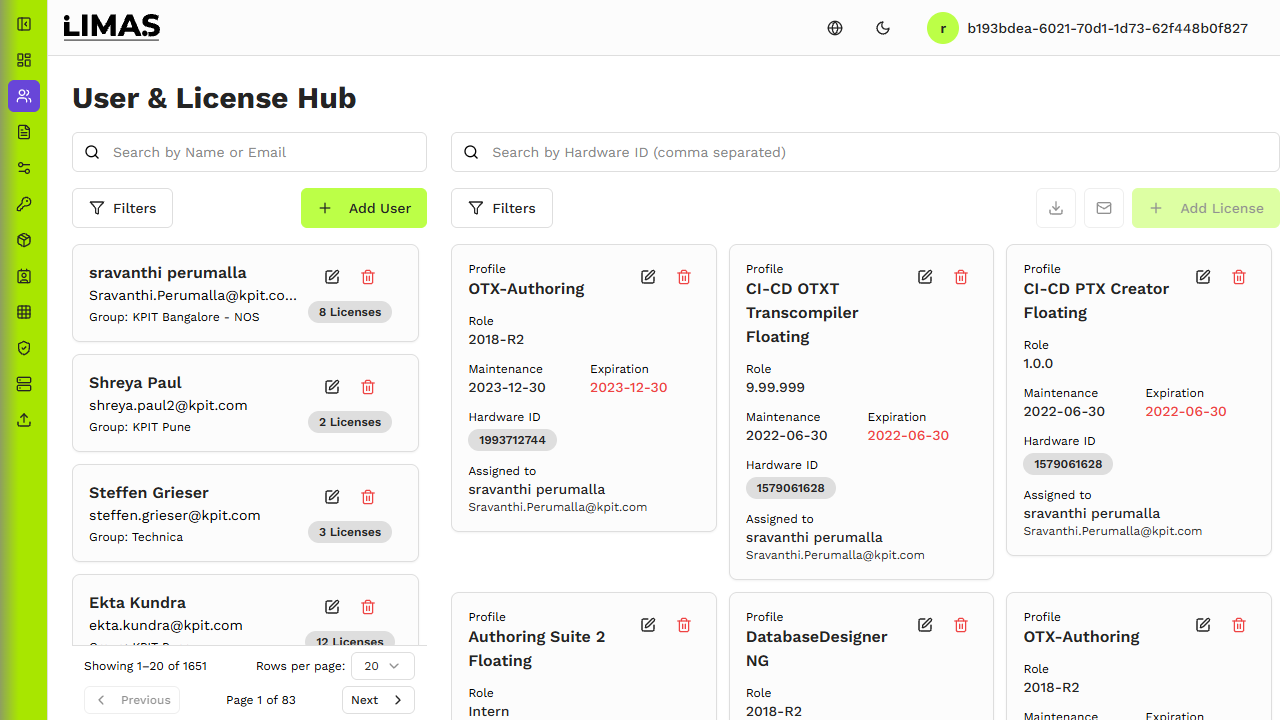 LIMAS
r
b193bdea-6021-70d1-1d73-62f448b0f827
User & License Hub
Search by Name or Email
Filters
Add User
sravanthi perumalla
Sravanthi.Perumalla@kpit.co...
Group: KPIT Bangalore - NOS
8 Licenses
Shreya Paul
shreya.paul2@kpit.com
Group: KPIT Pune
2 Licenses
Steffen Grieser
steffen.grieser@kpit.com
Group: Technica
3 Licenses
Ekta Kundra
ekta.kundra@kpit.com
12 Licenses
Showing 1–20 of 1651
Rows per page:
20
Previous
Page 1 of 83
Next
Search by Hardware ID (comma separated)
Filters
Add License
Profile
OTX-Authoring
Role
2018-R2
Maintenance
2023-12-30
Expiration
2023-12-30
Hardware ID
1993712744
Assigned to
sravanthi perumalla
Sravanthi.Perumalla@kpit.com
Profile
CI-CD OTXT
Transcompiler
Floating
Role
9.99.999
Maintenance
2022-06-30
Expiration
2022-06-30
Hardware ID
1579061628
Assigned to
sravanthi perumalla
Sravanthi.Perumalla@kpit.com
Profile
CI-CD PTX Creator
Floating
Role
1.0.0
Maintenance
2022-06-30
Expiration
2022-06-30
Hardware ID
1579061628
Assigned to
sravanthi perumalla
Sravanthi.Perumalla@kpit.com
Profile
Authoring Suite 2
Floating
Role
Intern
Profile
DatabaseDesigner
NG
Role
2018-R2
Profile
OTX-Authoring
Role
2018-R2
Maintenance
Expiration